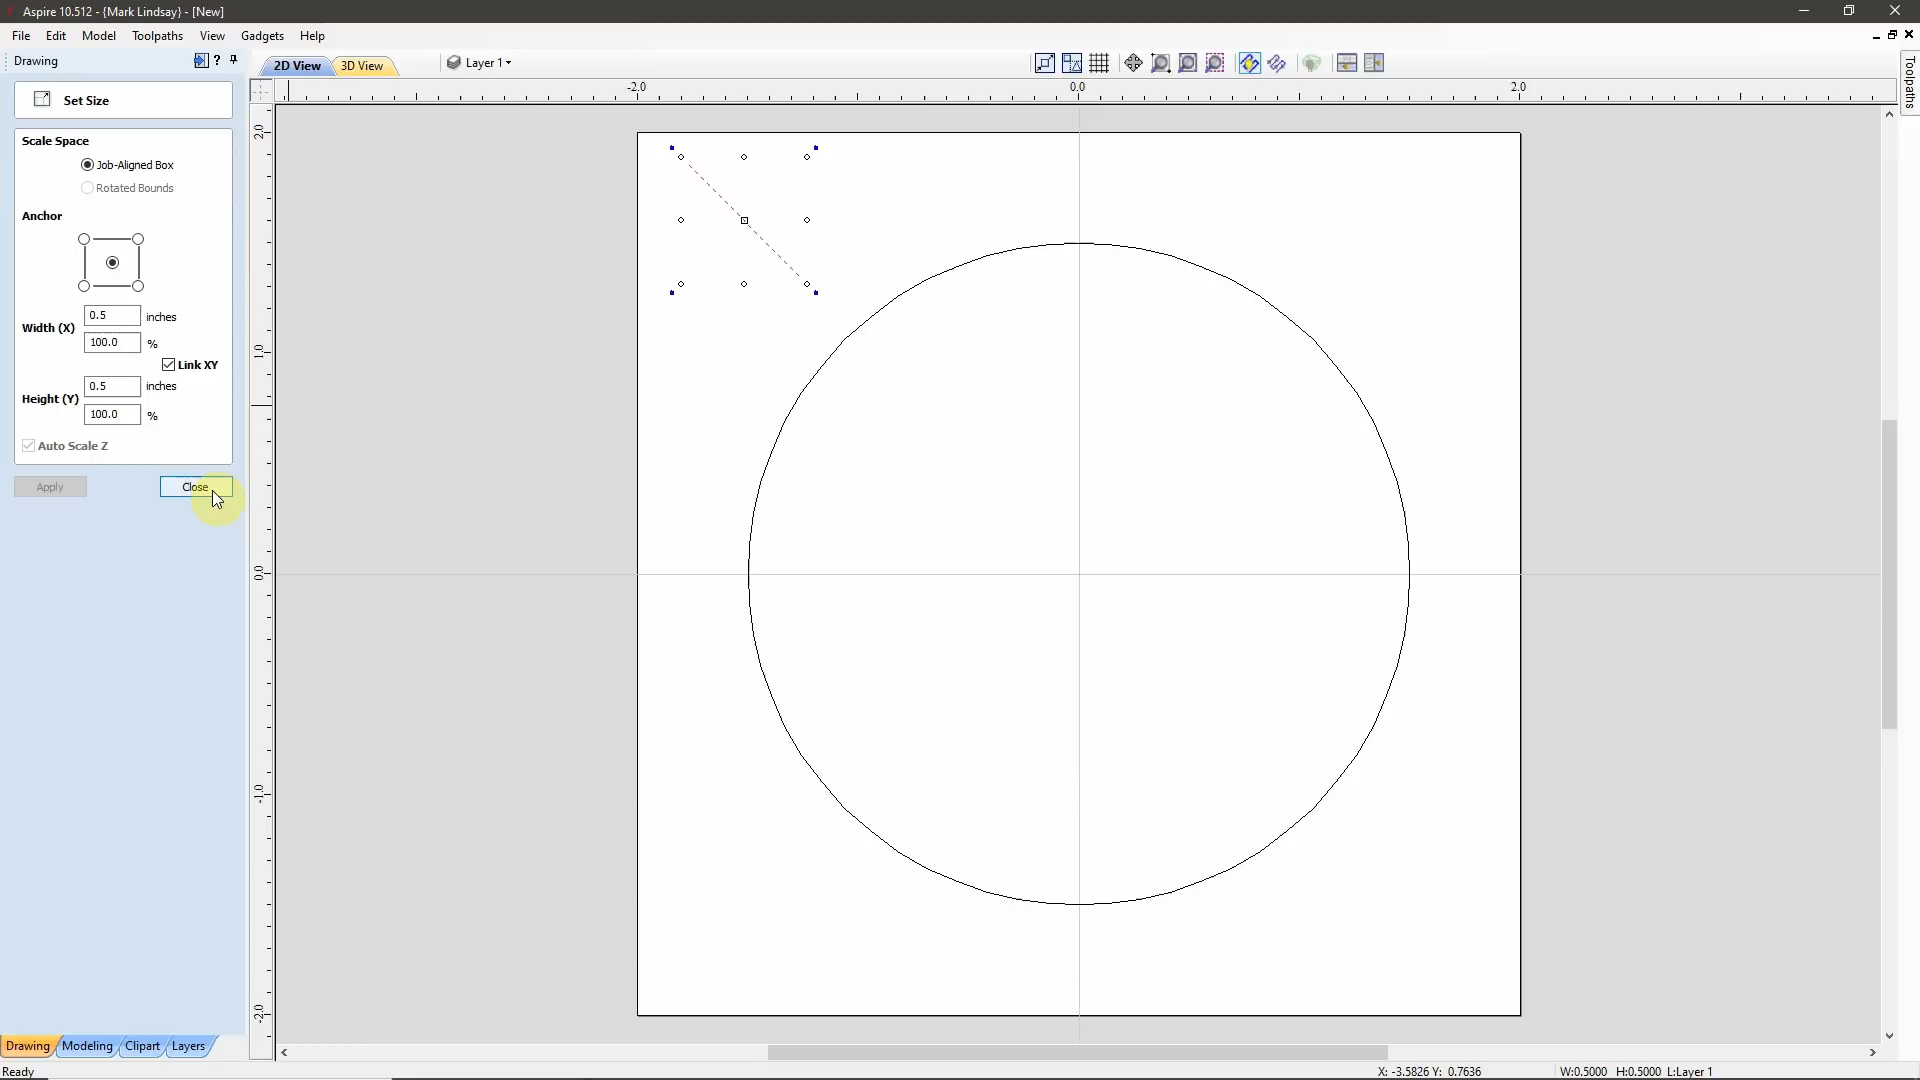 Aspire 10.512 - {Mark Lindsay} - [New]
File Edit Model Toolpaths View Gadgets Help
Drawing ?
2D View 3D View Layer 1
Toolpaths
Set Size
-2.0 0.0 2.0
2.0
1.0
0.0
-1.0
-2.0
Scale Space
Job-Aligned Box
Rotated Bounds
Anchor
0.5 inches
Width (X)
100.0 %
Link XY
0.5 inches
Height (Y)
100.0 %
Auto Scale Z
Apply Close
Drawing Modeling Clipart Layers
Ready X: -3.5826 Y: 0.7636 W:0.5000 H:0.5000 L:Layer 1